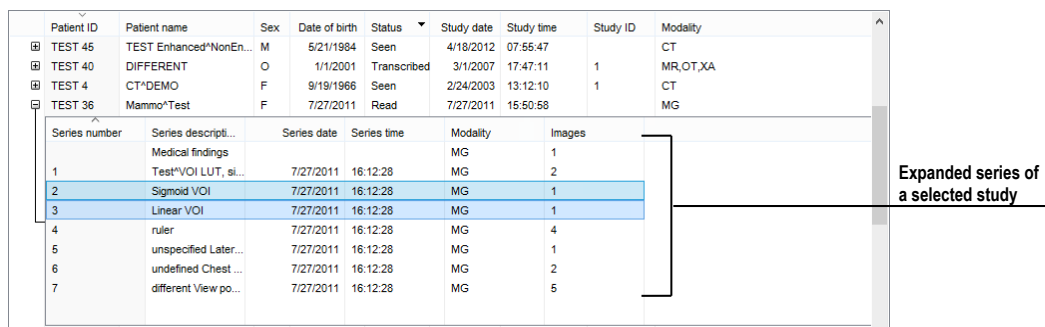 Patient ID Patient name Sex Date of birth Status Study date Study time Study ID Modality
TEST 45 TEST Enhanced^NonEn... M 5/21/1984 Seen 4/18/2012 07:55:47 CT
TEST 40 DIFFERENT O 1/1/2001 Transcribed 3/1/2007 17:47:11 1 MR,OT,XA
TEST 4 CT^DEMO F 9/19/1966 Seen 2/24/2003 13:12:10 1 CT
TEST 36 Mammo^Test F 7/27/2011 Read 7/27/2011 15:50:58 MG
Series number Series descripti... Series date Series time Modality Images
Medical findings MG 1
1 Test^VOI LUT, si... 7/27/2011 16:12:28 MG 2
2 Sigmoid VOI 7/27/2011 16:12:28 MG 1
3 Linear VOI 7/27/2011 16:12:28 MG 1
4 ruler 7/27/2011 16:12:28 MG 4
5 unspecified Later... 7/27/2011 16:12:28 MG 1
6 undefined Chest ... 7/27/2011 16:12:28 MG 2
7 different View po... 7/27/2011 16:12:28 MG 5
Expanded series of
a selected study